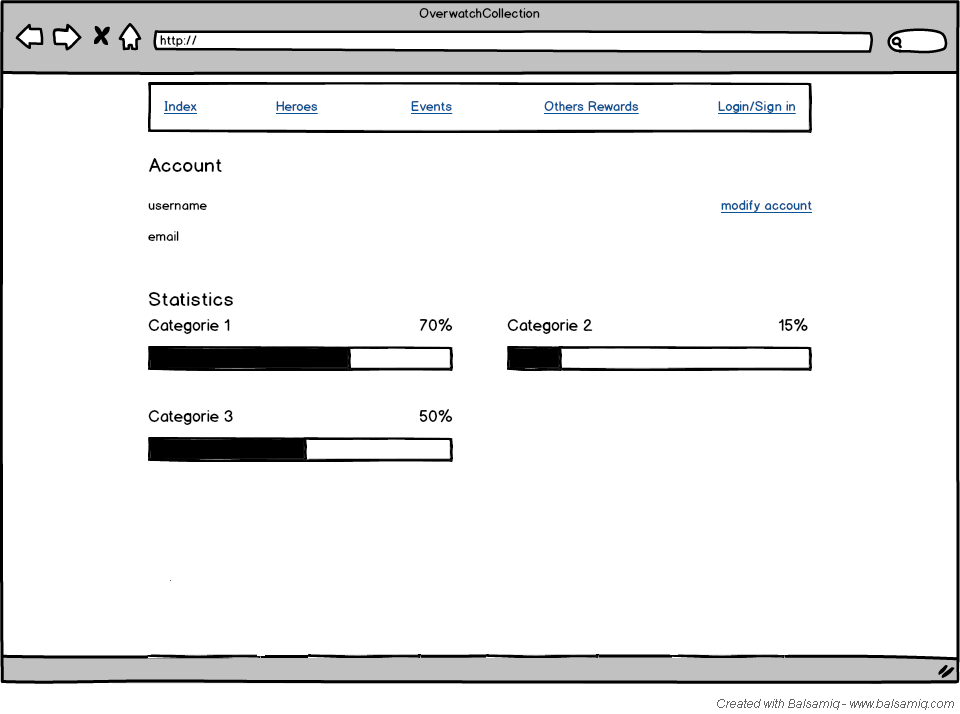 OverwatchCollection
http://
Index Heroes Events Others Rewards Login/Sign in
Account
username modify account
email
Statistics
Categorie 1 70% Categorie 2 15%
Categorie 3 50%
Created with Balsamiq - www.balsamiq.com